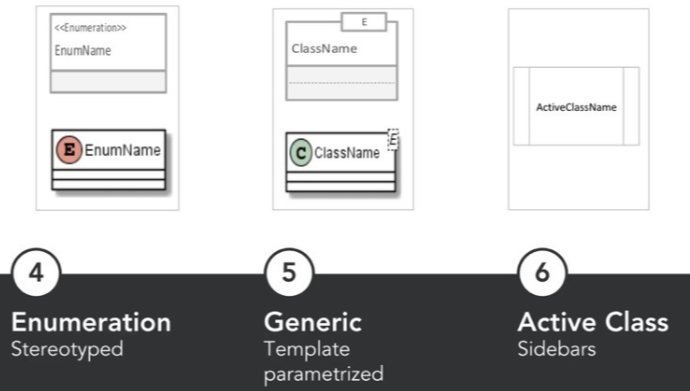 <<Enumeration>>
EnumName
E EnumName
E
ClassName
E
C ClassName
ActiveClassName
4
Enumeration
Stereotyped
5
Generic
Template
parametrized
6
Active Class
Sidebars